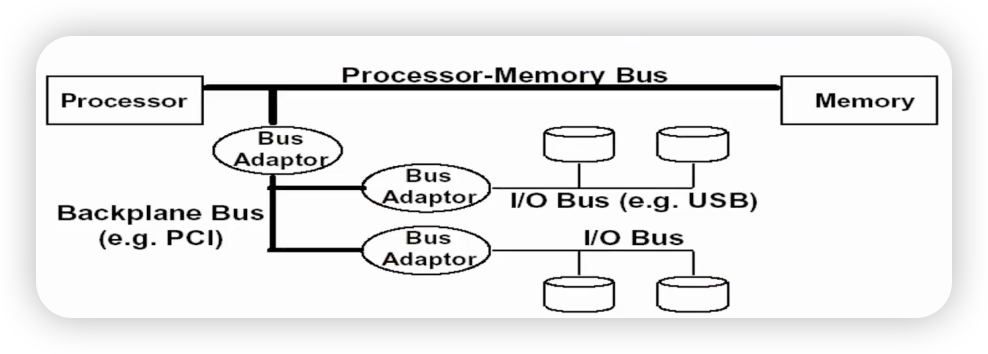 Processor-Memory Bus
Processor
Memory
Bus
Adaptor
Bus
Adaptor
I/O Bus (e.g. USB)
Backplane Bus
(e.g. PCI)
Bus
Adaptor
I/O Bus